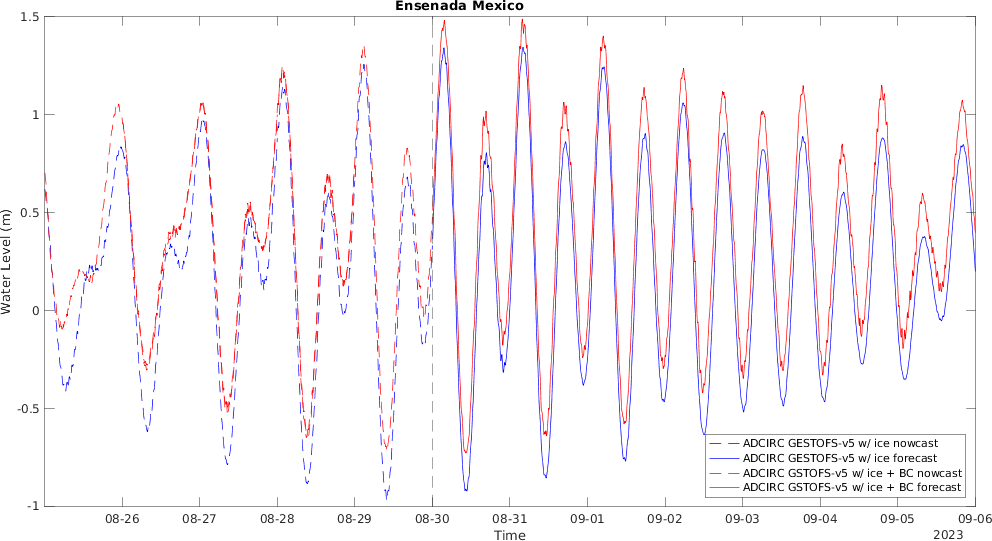 Ensenada Mexico
Water Level (m)
1.5
1
0.5
0
-0.5
-1
ADCIRC GESTOFS-v5 w/ ice nowcast
ADCIRC GESTOFS-v5 w/ ice forecast
ADCIRC GSTOFS-v5 w/ ice + BC nowcast
ADCIRC GSTOFS-v5 w/ ice + BC forecast
08-26 08-27 08-28 08-29 08-30 08-31 09-01 09-02 09-03 09-04 09-05 09-06
Time
2023